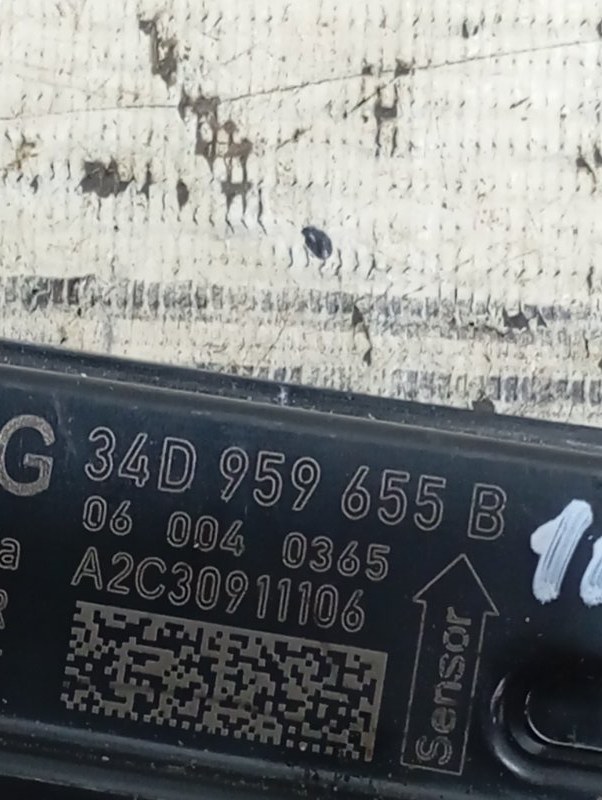 G 34D 959 655 B
06 004 0365
a
A2C30911106
R
Sensor